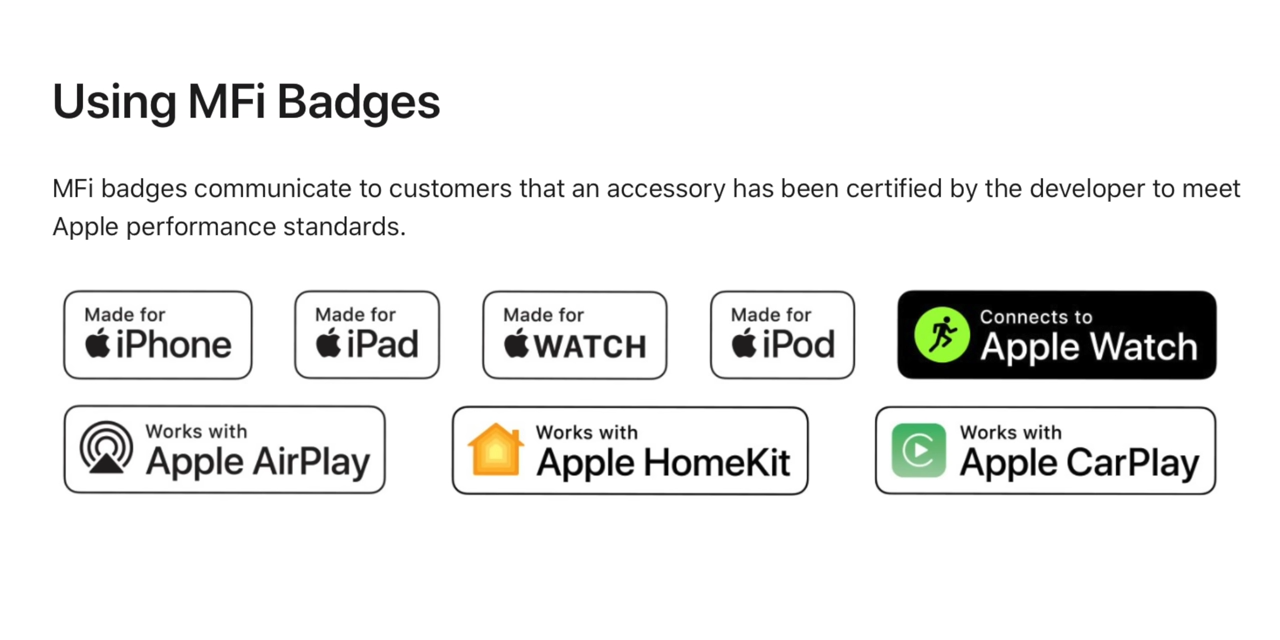 Using MFi Badges
MFi badges communicate to customers that an accessory has been certified by the developer to meet
Apple performance standards.
Made for
iPhone
Made for
iPad
Made for
WATCH
Made for
iPod
Connects to
Apple Watch
Works with
Apple AirPlay
Works with
Apple HomeKit
Works with
Apple CarPlay